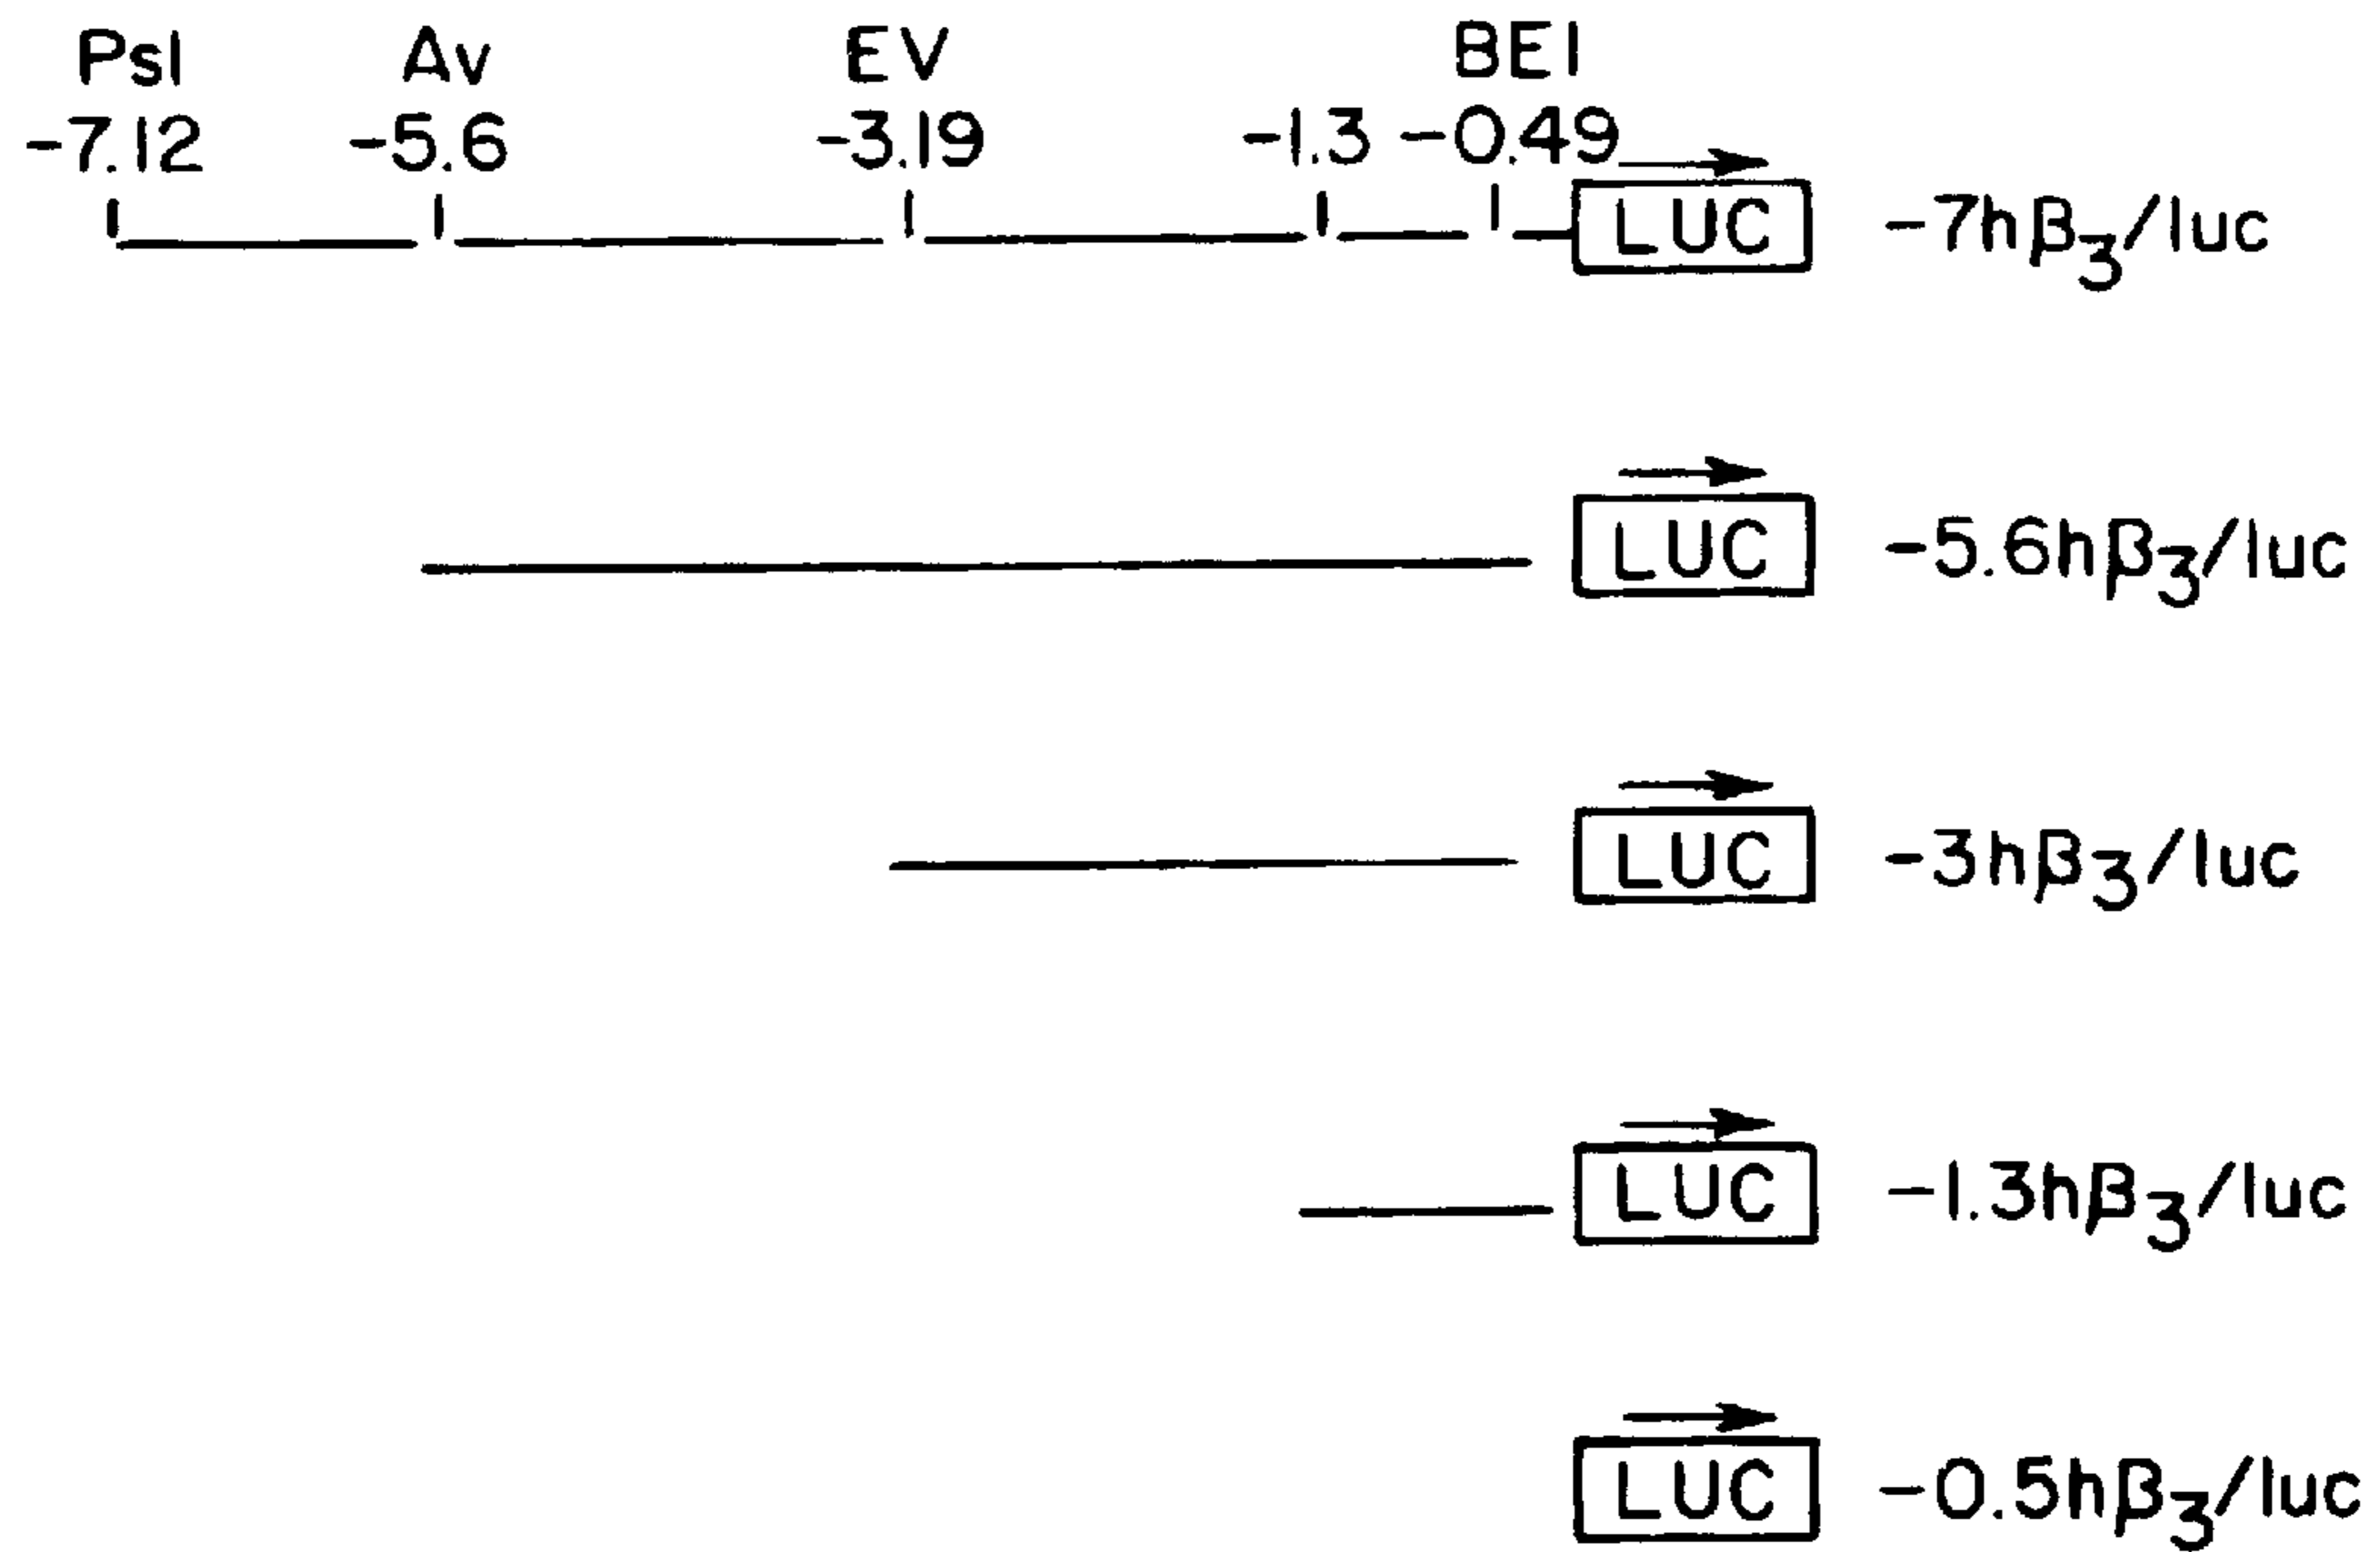 PsI Av EV BEI
-7.12 -5.6 -3.19 -1.3 -0.49
LUC -7hβ3/luc
LUC -5.6hβ3/luc
LUC -3hβ3/luc
LUC -1.3hβ3/luc
LUC -0.5hβ3/luc